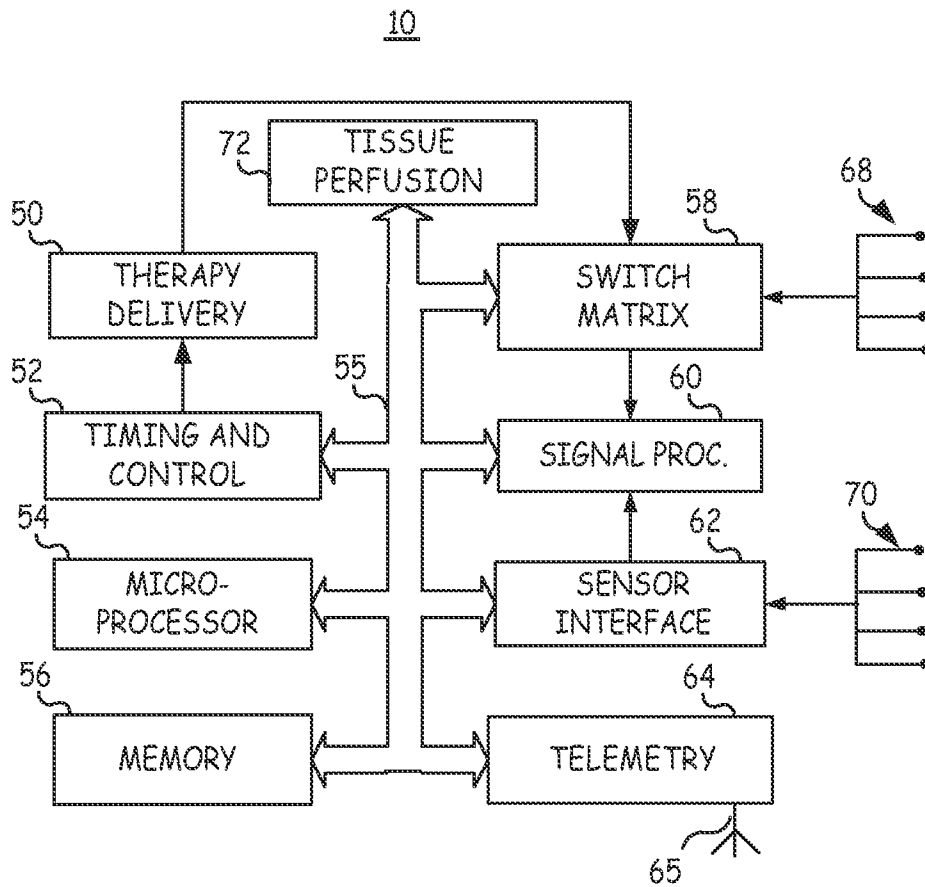 10
72
TISSUE
PERFUSION
68
50
58
THERAPY
DELIVERY
SWITCH
MATRIX
55
52
60
TIMING AND
CONTROL
SIGNAL PROC.
54
62
70
MICRO-
PROCESSOR
SENSOR
INTERFACE
56
64
MEMORY
TELEMETRY
65